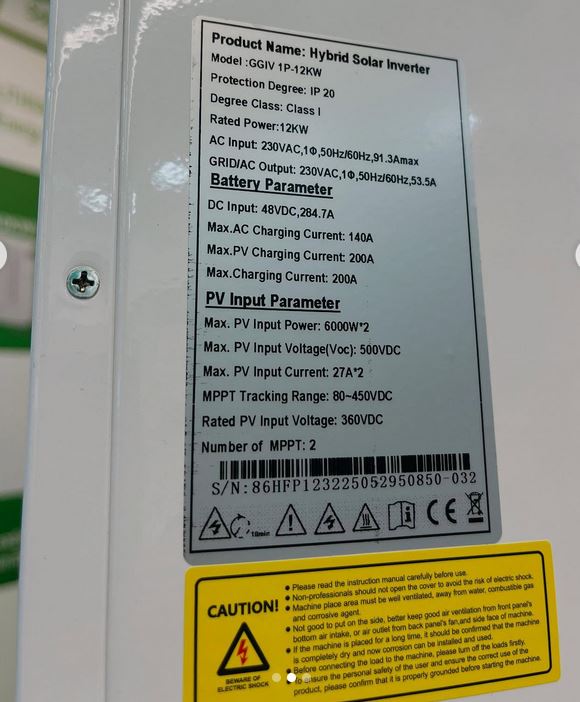 Product Name: Hybrid Solar Inverter
Model :GGIV 1P-12KW
Protection Degree: IP 20
Degree Class: Class I
Rated Power:12KW
AC Input: 230VAC,1Φ,50Hz/60Hz,91.3Amax
GRID/AC Output: 230VAC,1Φ,50Hz/60Hz,53.5A
Battery Parameter
DC Input: 48VDC,284.7A
Max.AC Charging Current: 140A
Max.PV Charging Current: 200A
Max.Charging Current: 200A
PV Input Parameter
Max. PV Input Power: 6000W*2
Max. PV Input Voltage(Voc): 500VDC
Max. PV Input Current: 27A*2
MPPT Tracking Range: 80~450VDC
Rated PV Input Voltage: 360VDC
Number of MPPT: 2
S/N:86HFP123225052950850-032
10min
CE
CAUTION!
BEWARE OF
ELECTRIC SHOCK
● Please read the instruction manual carefully before use.
● Non-professionals should not open the cover to avoid the risk of electric shock.
● Machine place area must be well ventilated, away from water, combustible gas
and corrosive agent.
● Not good to put on the side, better keep good air ventilation from front panel's
bottom air intake, or air outlet from back panel's fan,and side face of machine.
● If the machine is placed for a long time, it should be confirmed that the machine
is completely dry and now corrosion can be installed and used.
● Before connecting the load to the machine, please turn off the loads firstly.
● To ensure the personal safety of the user and ensure the correct use of the
product, please confirm that it is properly grounded before starting the machine.